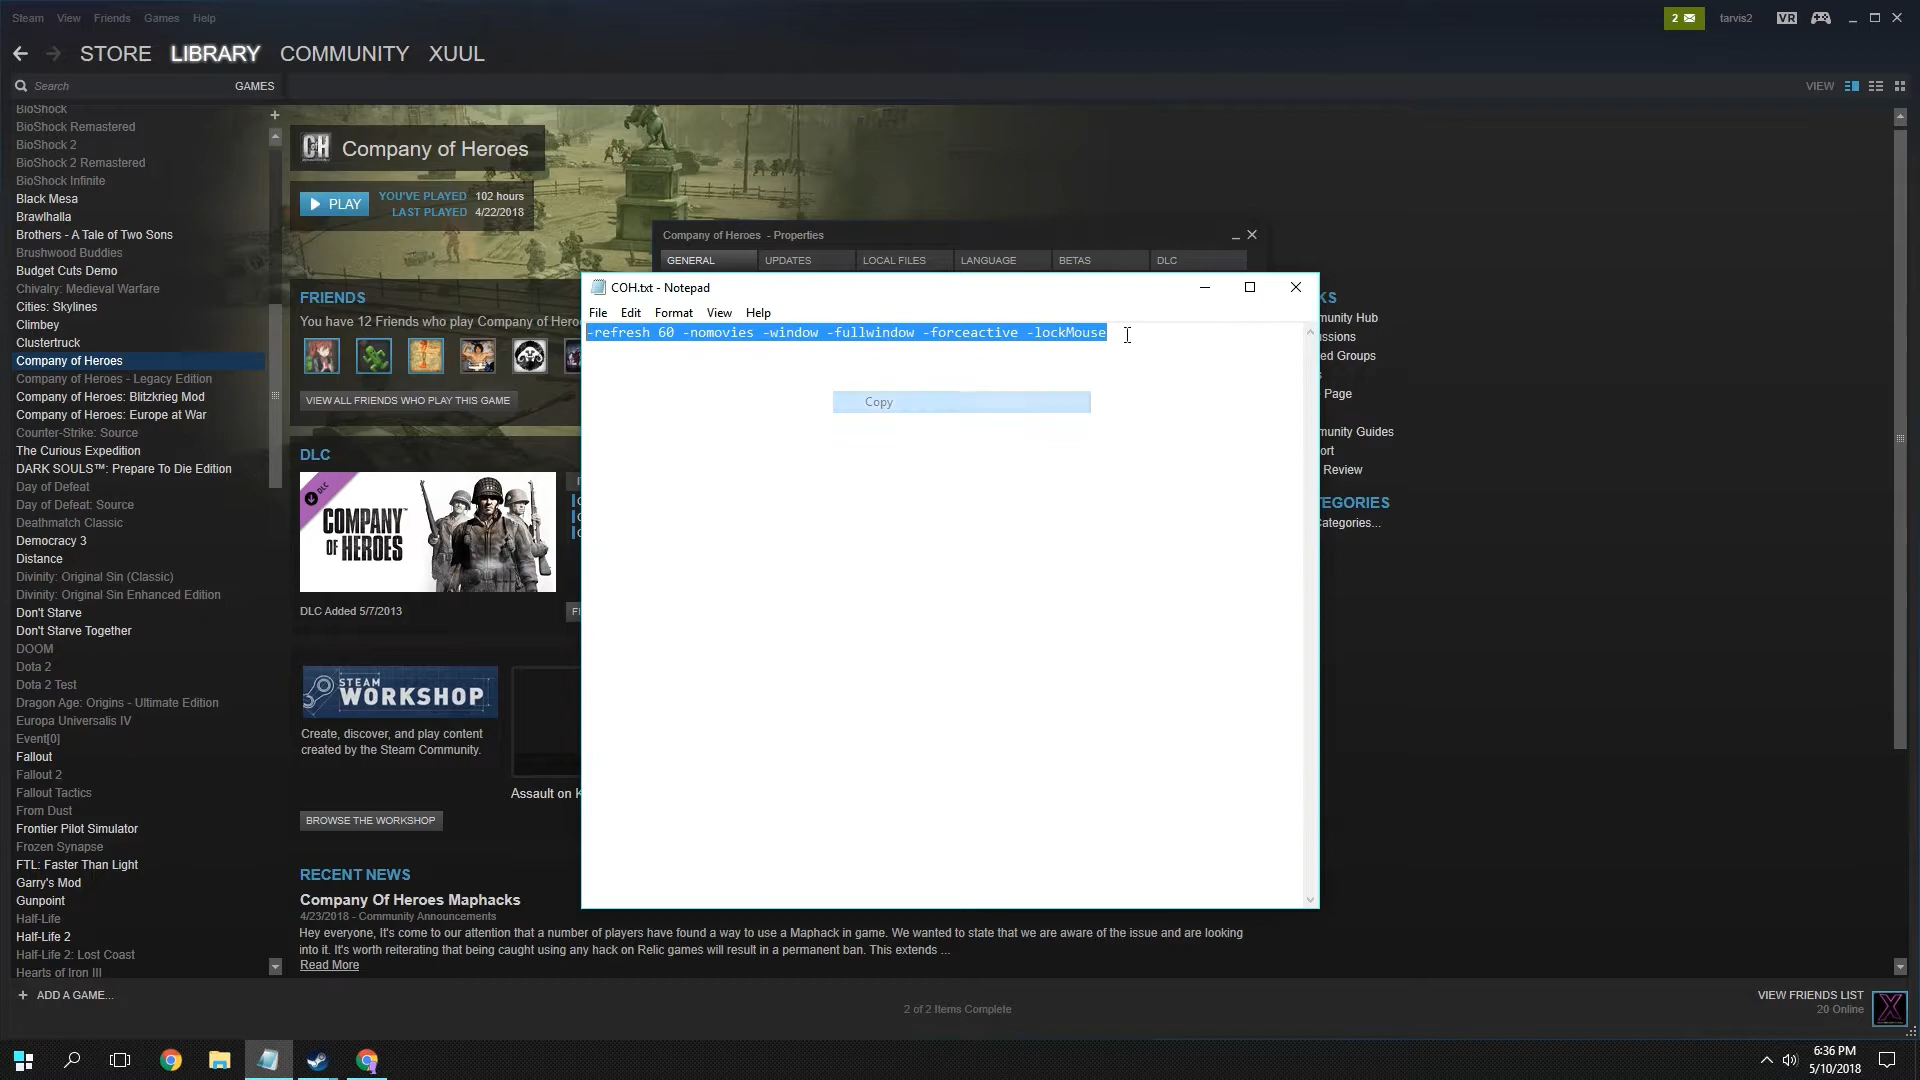 Steam View Friends Games Help
2
tarvis2
VR
STORE LIBRARY COMMUNITY XUUL
Search
GAMES
VIEW
BioShock
BioShock Remastered
BioShock 2
BioShock 2 Remastered
BioShock Infinite
Black Mesa
Brawlhalla
Brothers - A Tale of Two Sons
Brushwood Buddies
Budget Cuts Demo
Chivalry: Medieval Warfare
Cities: Skylines
Climbey
Clustertruck
Company of Heroes
Company of Heroes - Legacy Edition
Company of Heroes: Blitzkrieg Mod
Company of Heroes: Europe at War
Counter-Strike: Source
The Curious Expedition
DARK SOULS™: Prepare To Die Edition
Day of Defeat
Day of Defeat: Source
Deathmatch Classic
Democracy 3
Distance
Divinity: Original Sin (Classic)
Divinity: Original Sin Enhanced Edition
Don't Starve
Don't Starve Together
DOOM
Dota 2
Dota 2 Test
Dragon Age: Origins - Ultimate Edition
Europa Universalis IV
Event[0]
Fallout
Fallout 2
Fallout Tactics
From Dust
Frontier Pilot Simulator
Frozen Synapse
FTL: Faster Than Light
Garry's Mod
Gunpoint
Half-Life
Half-Life 2
Half-Life 2: Lost Coast
Hearts of Iron III
+ ADD A GAME...
Company of Heroes
PLAY
YOU'VE PLAYED 102 hours
LAST PLAYED 4/22/2018
FRIENDS
You have 12 Friends who play Company of Heroe
VIEW ALL FRIENDS WHO PLAY THIS GAME
DLC
DLC
COMPANY
OF HEROES
DLC Added 5/7/2013
STEAM
WORKSHOP
Create, discover, and play content
created by the Steam Community.
Assault on K
BROWSE THE WORKSHOP
RECENT NEWS
Company Of Heroes Maphacks
4/23/2018 - Community Announcements
Hey everyone, It's come to our attention that a number of players have found a way to use a Maphack in game. We wanted to state that we are aware of the issue and are looking
into it. It's worth reiterating that being caught using any hack on Relic games will result in a permanent ban. This extends ...
Read More
Company of Heroes - Properties
GENERAL UPDATES LOCAL FILES LANGUAGE BETAS DLC
COH.txt - Notepad
File Edit Format View Help
-refresh 60 -nomovies -window -fullwindow -forceactive -lockMouse
Copy
KS
munity Hub
ussions
ed Groups
Page
munity Guides
ort
Review
TEGORIES
Categories...
2 of 2 Items Complete
VIEW FRIENDS LIST
20 Online
6:36 PM
5/10/2018